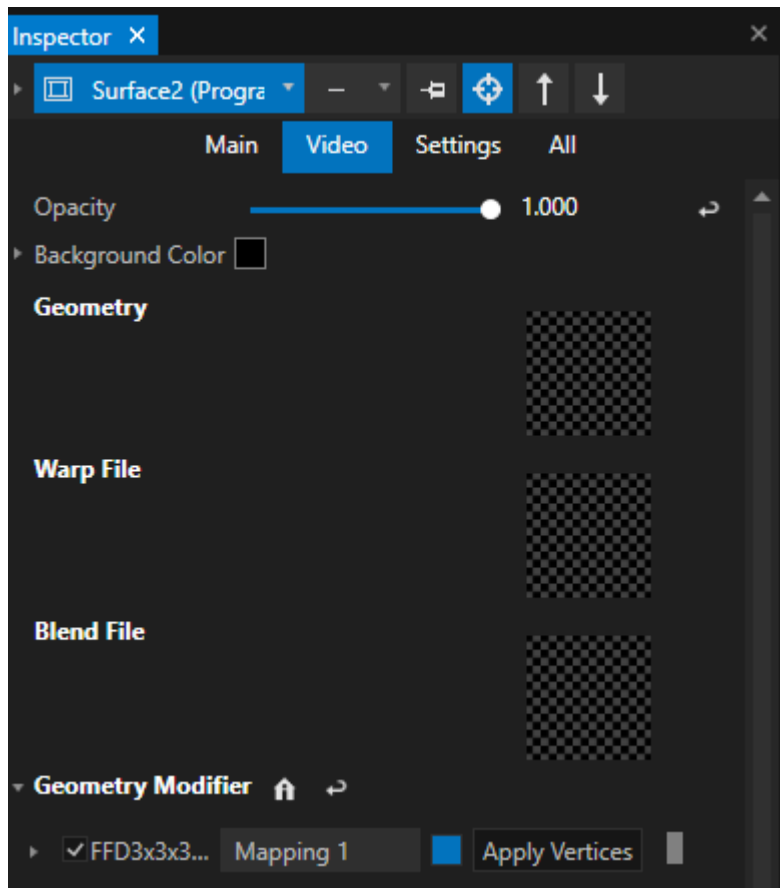 Inspector
Surface2 (Progra
Main Video Settings All
Opacity 1.000
Background Color
Geometry
Warp File
Blend File
Geometry Modifier
FFD3x3x3... Mapping 1 Apply Vertices